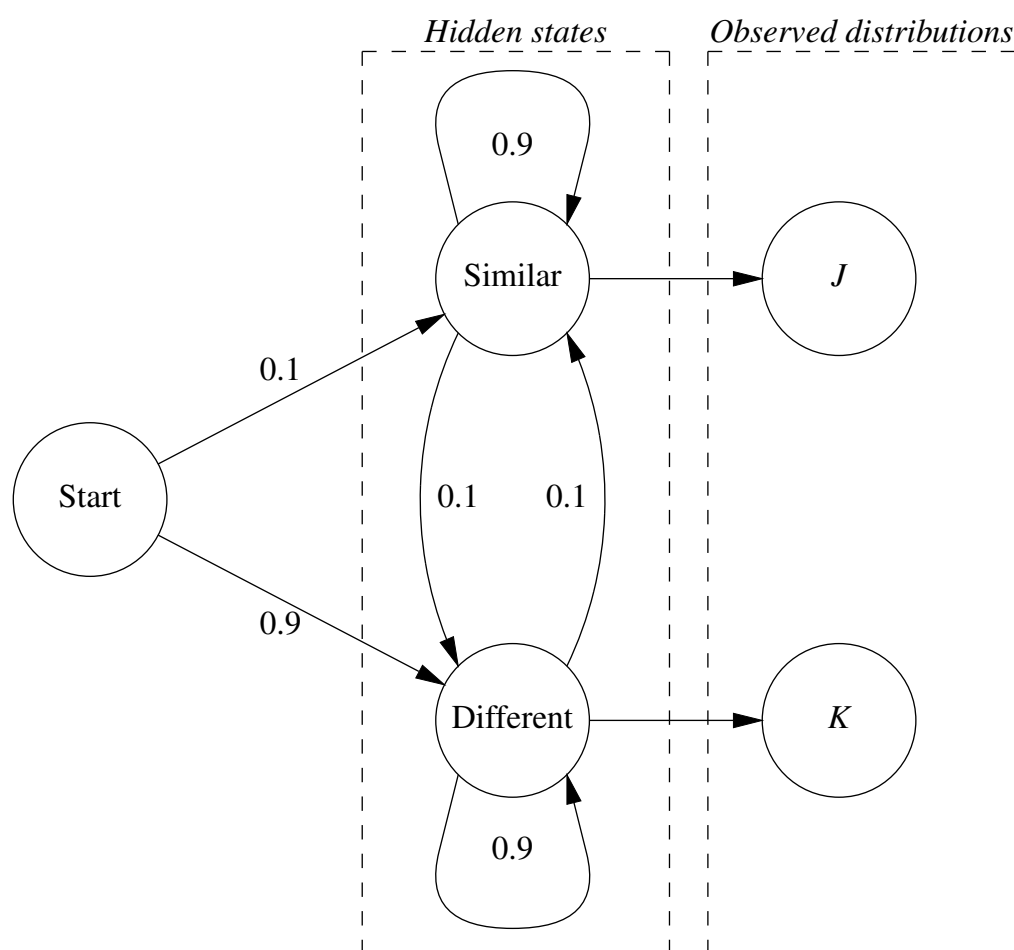 Hidden states
Observed distributions
0.9
Similar
J
0.1
Start
0.1
0.1
0.9
Different
K
0.9